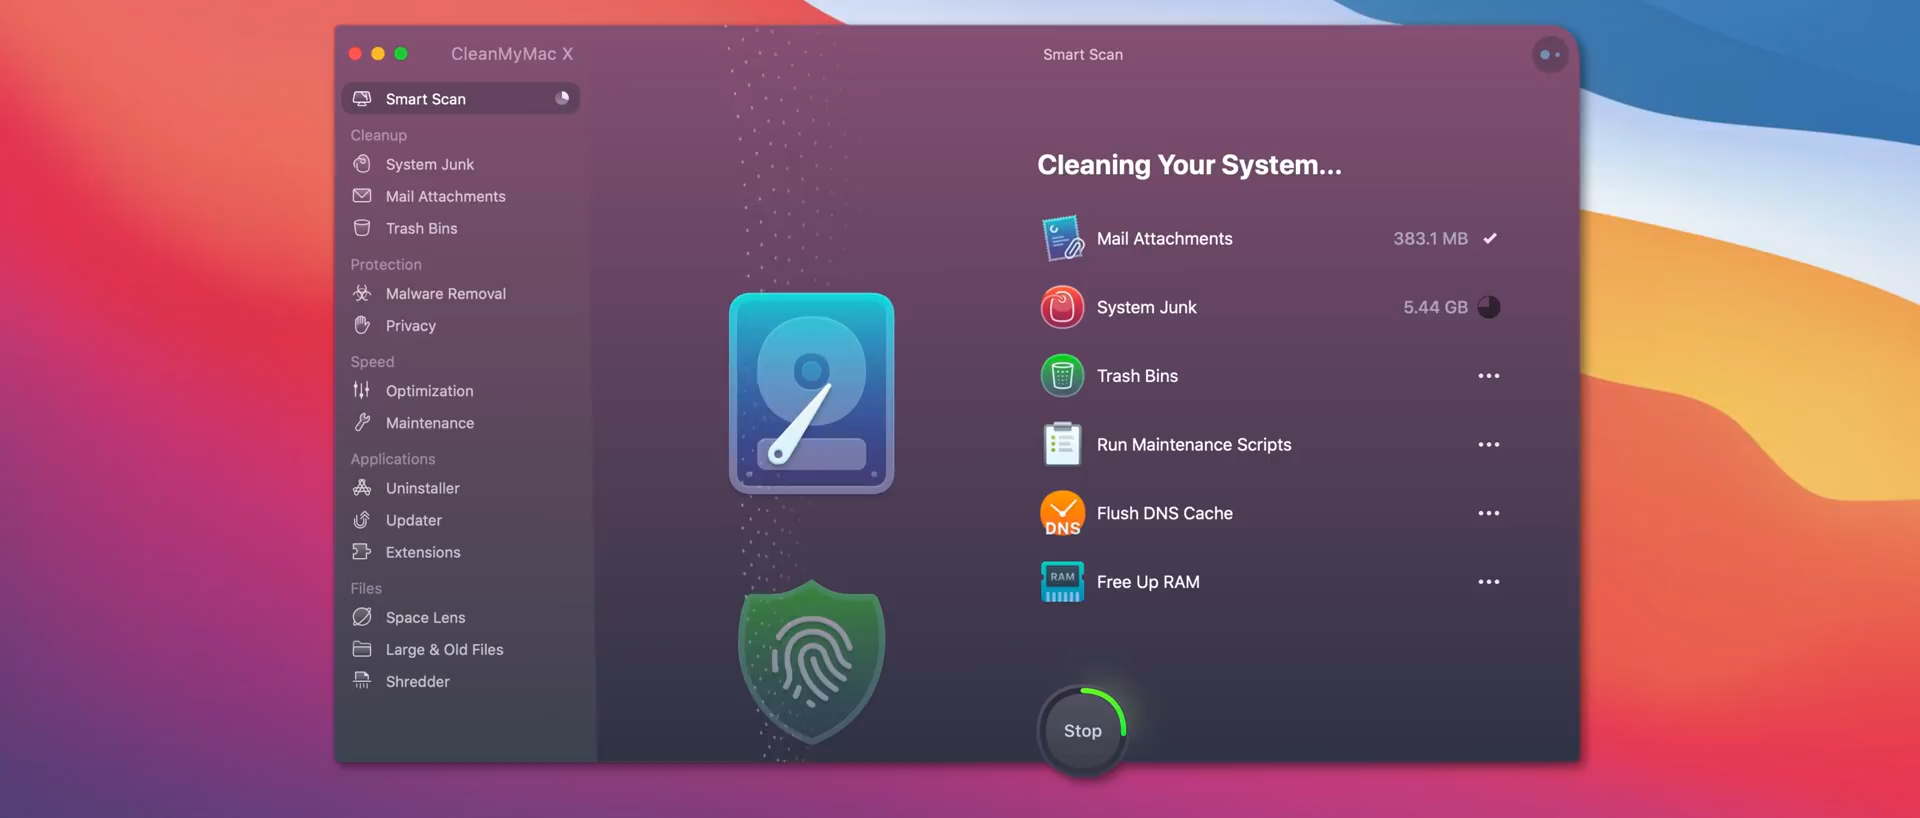 CleanMyMac X
Smart Scan
Smart Scan
Cleanup
System Junk
Mail Attachments
Trash Bins
Protection
Malware Removal
Privacy
Speed
Optimization
Maintenance
Applications
Uninstaller
Updater
Extensions
Files
Space Lens
Large & Old Files
Shredder
Cleaning Your System...
Mail Attachments 383.1 MB
System Junk 5.44 GB
Trash Bins
Run Maintenance Scripts
DNS Flush DNS Cache
RAM Free Up RAM
Stop